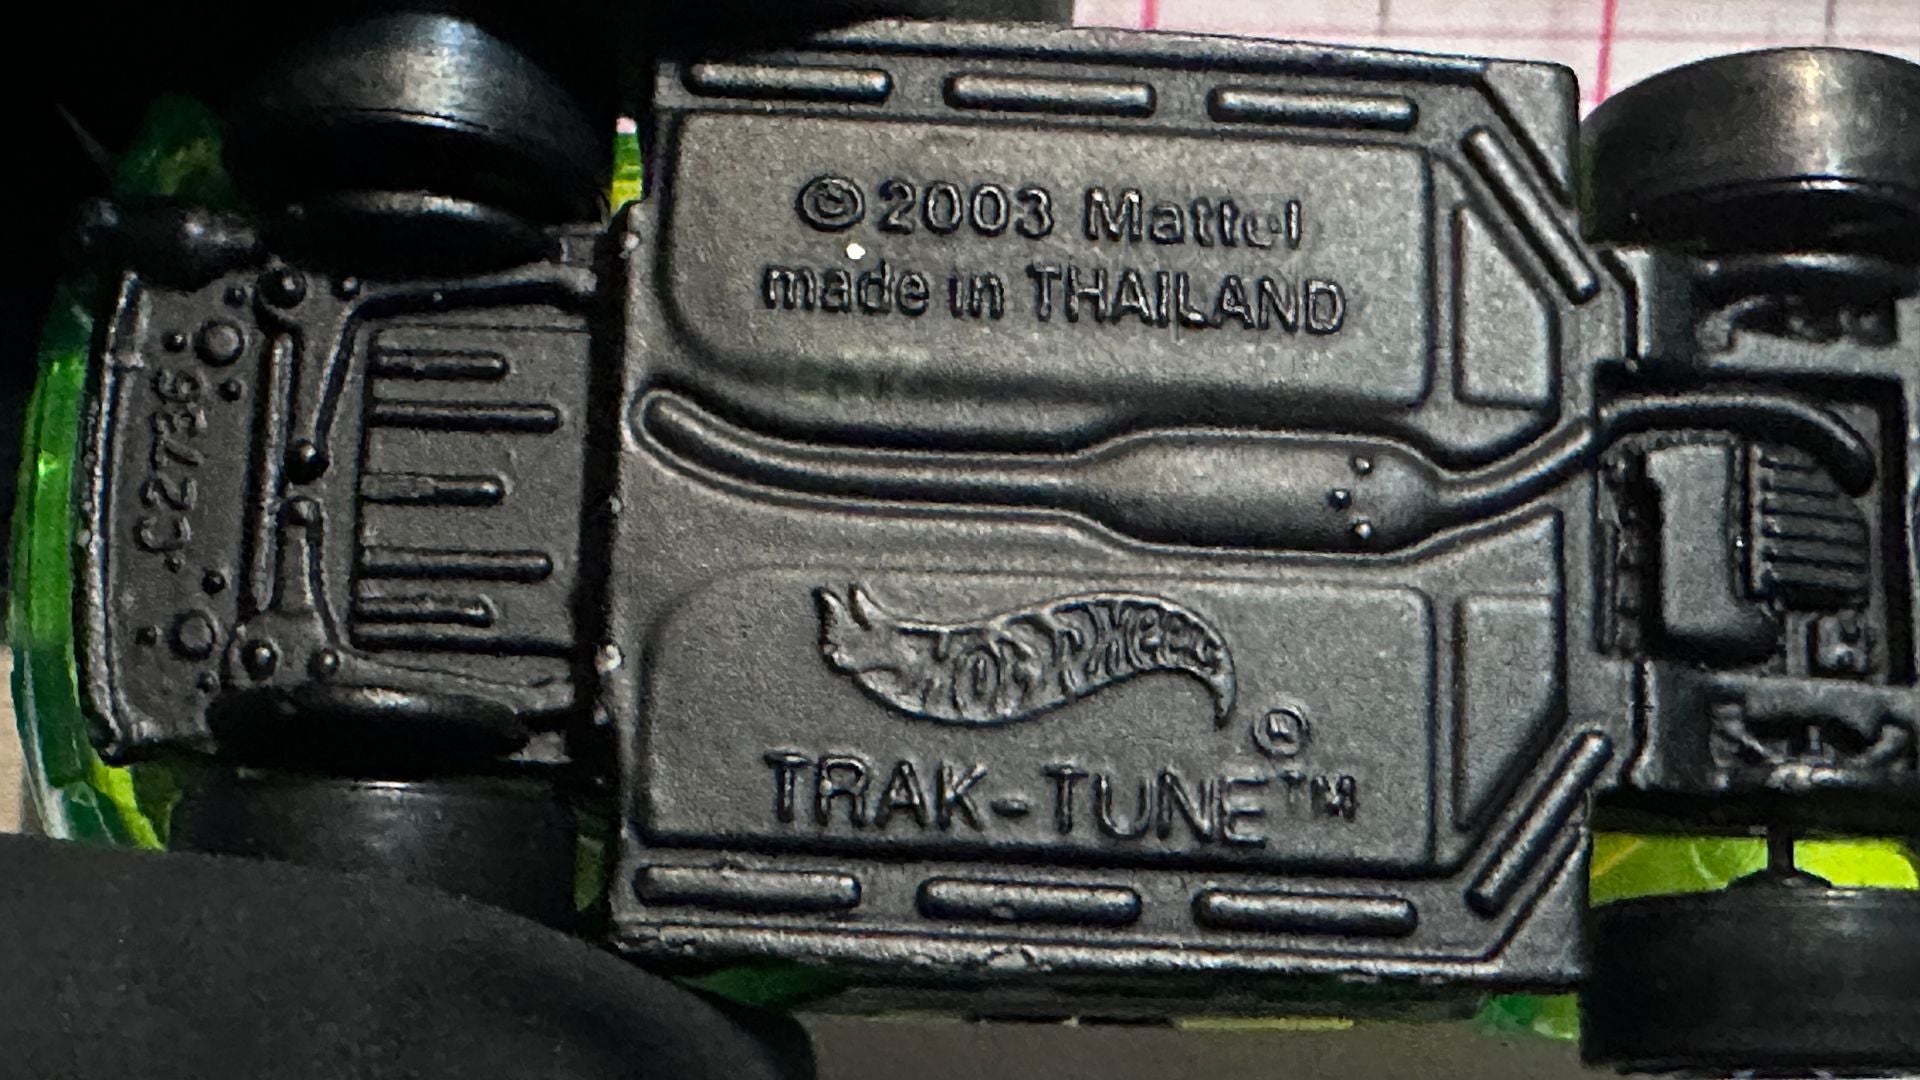 © 2003 Mattel
made in THAILAND
HOT WHEELS ®
TRAK-TUNE™
C2736